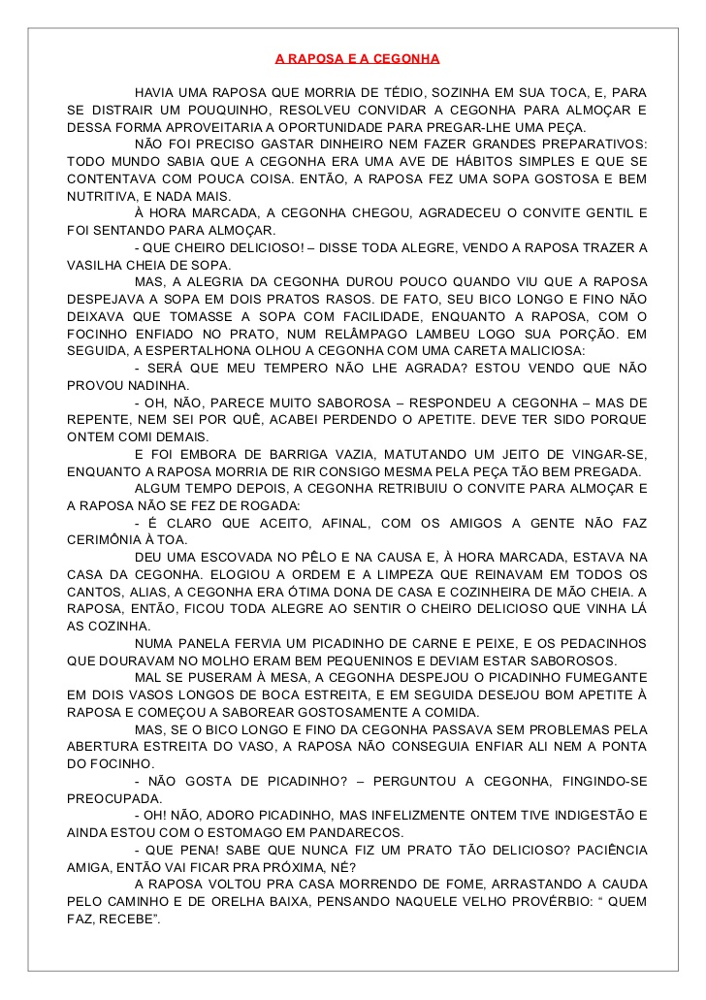 A RAPOSA E A CEGONHA
HAVIA UMA RAPOSA QUE MORRIA DE TÉDIO, SOZINHA EM SUA TOCA, E, PARA
SE DISTRAIR UM POUQUINHO, RESOLVEU CONVIDAR A CEGONHA PARA ALMOÇAR E
DESSA FORMA APROVEITARIA A OPORTUNIDADE PARA PREGAR-LHE UMA PEÇA.
NÃO FOI PRECISO GASTAR DINHEIRO NEM FAZER GRANDES PREPARATIVOS:
TODO MUNDO SABIA QUE A CEGONHA ERA UMA AVE DE HÁBITOS SIMPLES E QUE SE
CONTENTAVA COM POUCA COISA. ENTÃO, A RAPOSA FEZ UMA SOPA GOSTOSA E BEM
NUTRITIVA, E NADA MAIS.
À HORA MARCADA, A CEGONHA CHEGOU, AGRADECEU O CONVITE GENTIL E
FOI SENTANDO PARA ALMOÇAR.
- QUE CHEIRO DELICIOSO! – DISSE TODA ALEGRE, VENDO A RAPOSA TRAZER A
VASILHA CHEIA DE SOPA.
MAS, A ALEGRIA DA CEGONHA DUROU POUCO QUANDO VIU QUE A RAPOSA
DESPEJAVA A SOPA EM DOIS PRATOS RASOS. DE FATO, SEU BICO LONGO E FINO NÃO
DEIXAVA QUE TOMASSE A SOPA COM FACILIDADE, ENQUANTO A RAPOSA, COM O
FOCINHO ENFIADO NO PRATO, NUM RELÂMPAGO LAMBEU LOGO SUA PORÇÃO. EM
SEGUIDA, A ESPERTALHONA OLHOU A CEGONHA COM UMA CARETA MALICIOSA:
- SERÁ QUE MEU TEMPERO NÃO LHE AGRADA? ESTOU VENDO QUE NÃO
PROVOU NADINHA.
- OH, NÃO, PARECE MUITO SABOROSA – RESPONDEU A CEGONHA – MAS DE
REPENTE, NEM SEI POR QUÊ, ACABEI PERDENDO O APETITE. DEVE TER SIDO PORQUE
ONTEM COMI DEMAIS.
E FOI EMBORA DE BARRIGA VAZIA, MATUTANDO UM JEITO DE VINGAR-SE,
ENQUANTO A RAPOSA MORRIA DE RIR CONSIGO MESMA PELA PEÇA TÃO BEM PREGADA.
ALGUM TEMPO DEPOIS, A CEGONHA RETRIBUIU O CONVITE PARA ALMOÇAR E
A RAPOSA NÃO SE FEZ DE ROGADA:
- É CLARO QUE ACEITO, AFINAL, COM OS AMIGOS A GENTE NÃO FAZ
CERIMÔNIA À TOA.
DEU UMA ESCOVADA NO PÊLO E NA CAUSA E, À HORA MARCADA, ESTAVA NA
CASA DA CEGONHA. ELOGIOU A ORDEM E A LIMPEZA QUE REINAVAM EM TODOS OS
CANTOS, ALIAS, A CEGONHA ERA ÓTIMA DONA DE CASA E COZINHEIRA DE MÃO CHEIA. A
RAPOSA, ENTÃO, FICOU TODA ALEGRE AO SENTIR O CHEIRO DELICIOSO QUE VINHA LÁ
AS COZINHA.
NUMA PANELA FERVIA UM PICADINHO DE CARNE E PEIXE, E OS PEDACINHOS
QUE DOURAVAM NO MOLHO ERAM BEM PEQUENINOS E DEVIAM ESTAR SABOROSOS.
MAL SE PUSERAM À MESA, A CEGONHA DESPEJOU O PICADINHO FUMEGANTE
EM DOIS VASOS LONGOS DE BOCA ESTREITA, E EM SEGUIDA DESEJOU BOM APETITE À
RAPOSA E COMEÇOU A SABOREAR GOSTOSAMENTE A COMIDA.
MAS, SE O BICO LONGO E FINO DA CEGONHA PASSAVA SEM PROBLEMAS PELA
ABERTURA ESTREITA DO VASO, A RAPOSA NÃO CONSEGUIA ENFIAR ALI NEM A PONTA
DO FOCINHO.
- NÃO GOSTA DE PICADINHO? – PERGUNTOU A CEGONHA, FINGINDO-SE
PREOCUPADA.
- OH! NÃO, ADORO PICADINHO, MAS INFELIZMENTE ONTEM TIVE INDIGESTÃO E
AINDA ESTOU COM O ESTOMAGO EM PANDARECOS.
- QUE PENA! SABE QUE NUNCA FIZ UM PRATO TÃO DELICIOSO? PACIÊNCIA
AMIGA, ENTÃO VAI FICAR PRA PRÓXIMA, NÉ?
A RAPOSA VOLTOU PRA CASA MORRENDO DE FOME, ARRASTANDO A CAUDA
PELO CAMINHO E DE ORELHA BAIXA, PENSANDO NAQUELE VELHO PROVÉRBIO: “ QUEM
FAZ, RECEBE”.